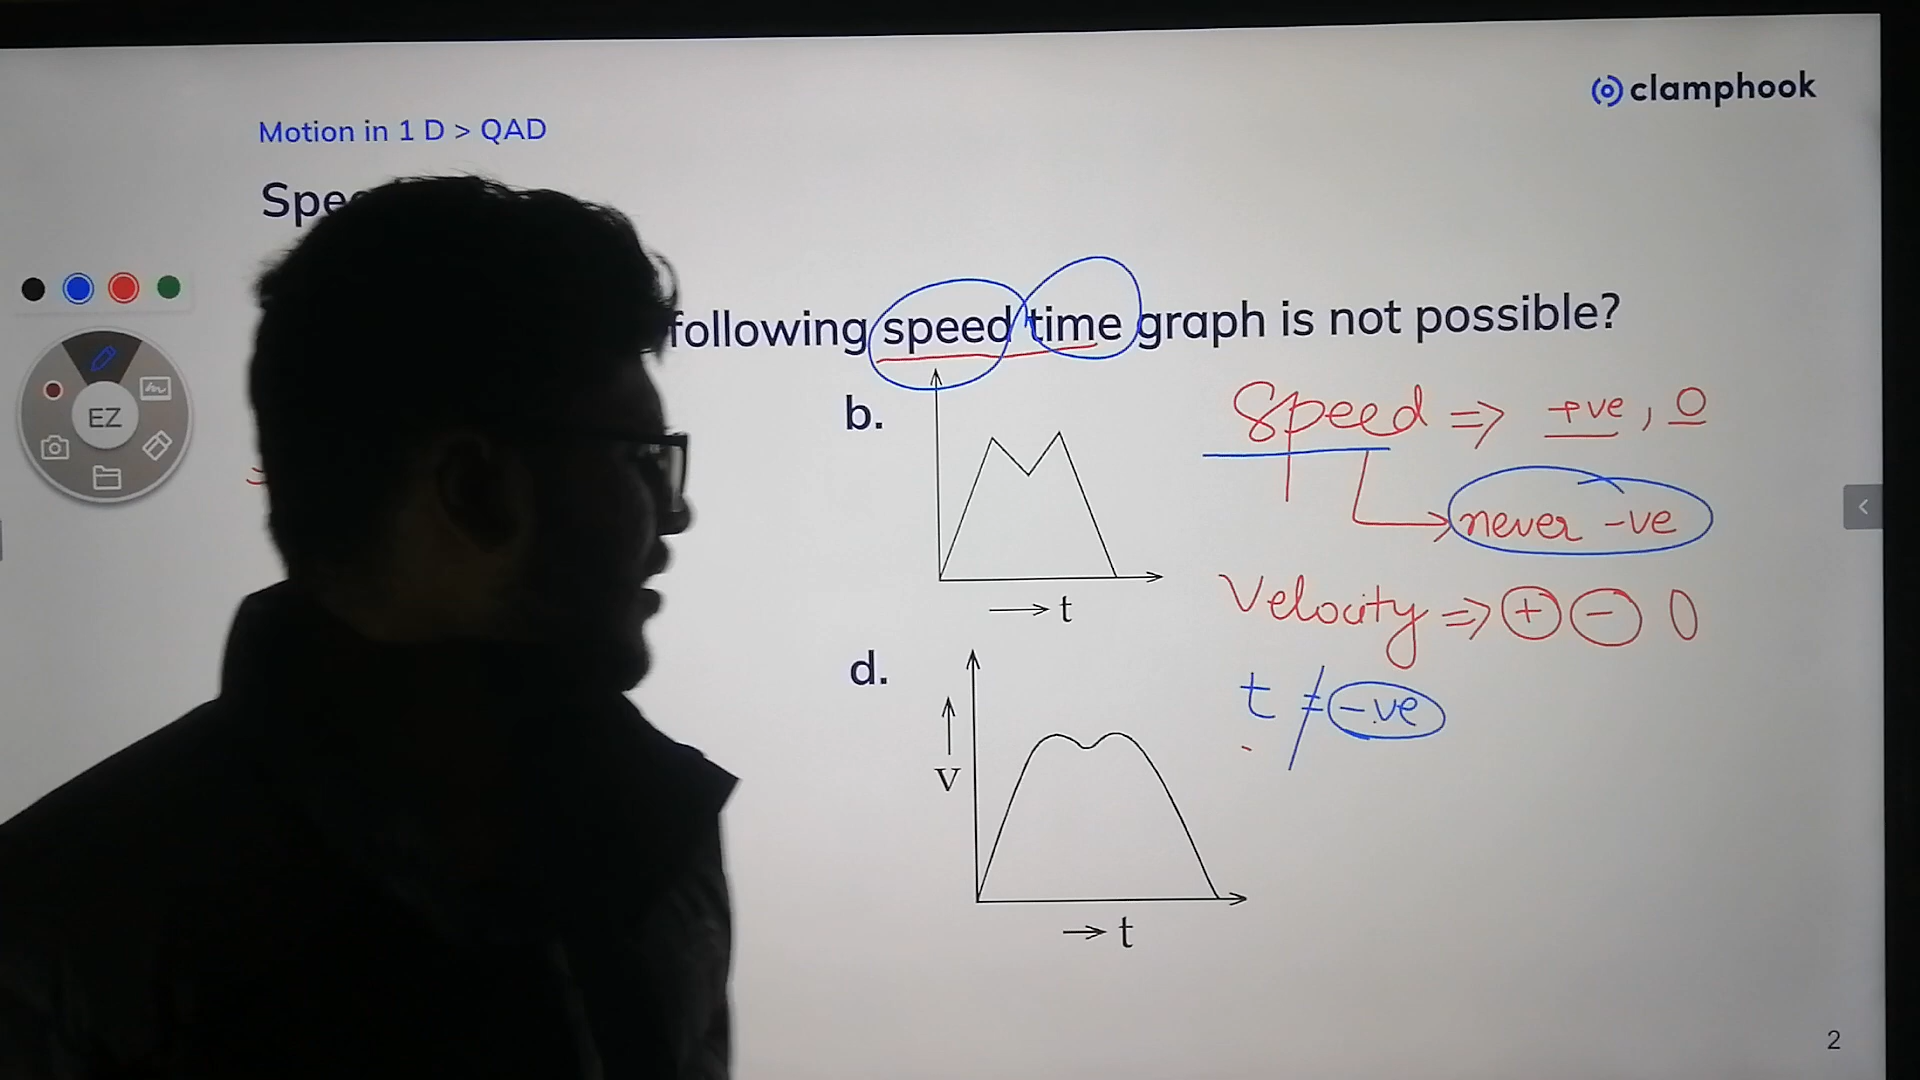 clamphook
Motion in 1 D > QAD
following speed time graph is not possible?
b.
Speed ⇒ +ve, 0
never -ve
EZ
→ t
Velocity ⇒ + - 0
d.
t ≠ -ve
V
→ t
2